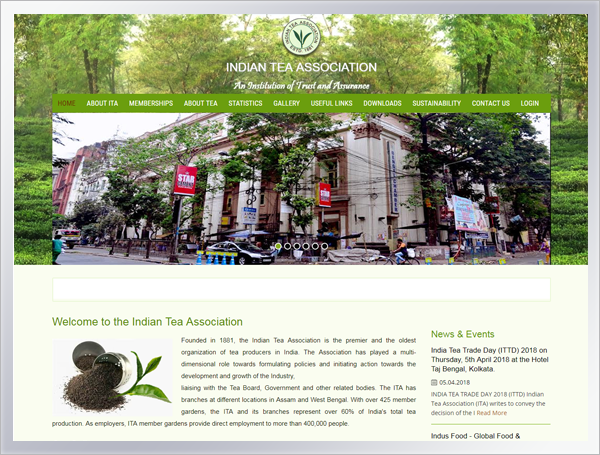 INDIAN TEA ASSOCIATION
INDIAN TEA ASSOCIATION
An Institution of Trust and Assurance
HOME ABOUT ITA MEMBERSHIPS ABOUT TEA STATISTICS GALLERY USEFUL LINKS DOWNLOADS SUSTAINABILITY CONTACT US LOGIN
STAR
Welcome to the Indian Tea Association
Founded in 1881, the Indian Tea Association is the premier and the oldest
organization of tea producers in India. The Association has played a multi-
dimensional role towards formulating policies and initiating action towards the
development and growth of the Industry,
liaising with the Tea Board, Government and other related bodies. The ITA has
branches at different locations in Assam and West Bengal. With over 425 member
gardens, the ITA and its branches represent over 60% of India's total tea
production. As employers, ITA member gardens provide direct employment to more than 400,000 people.
News & Events
India Tea Trade Day (ITTD) 2018 on
Thursday, 5th April 2018 at the Hotel
Taj Bengal, Kolkata.
05.04.2018
INDIA TEA TRADE DAY 2018 (ITTD) Indian
Tea Association (ITA) writes to convey the
decision of the I Read More
Indus Food - Global Food &